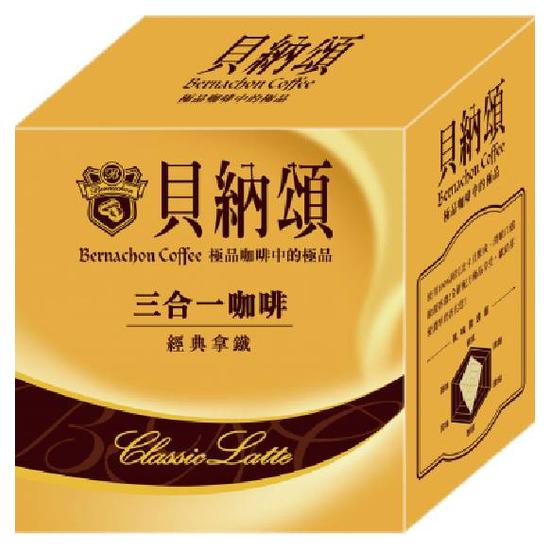 貝納頌
Bernachon Coffee
極品咖啡中的極品
B
Bernachon
貝納頌
Bernachon Coffee 極品咖啡中的極品
三合一咖啡
經典拿鐵
Classic Latte
貝納頌
Bernachon Coffee
極品咖啡中的極品